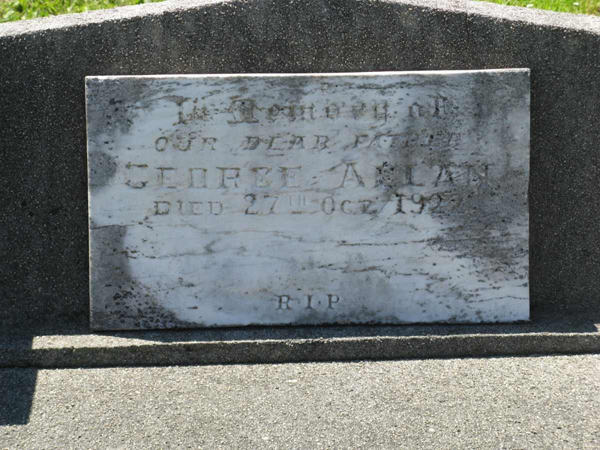 In Memory of
OUR DEAR FATHER
GEORGE ALLAN
DIED 27TH OCT
R.I.P